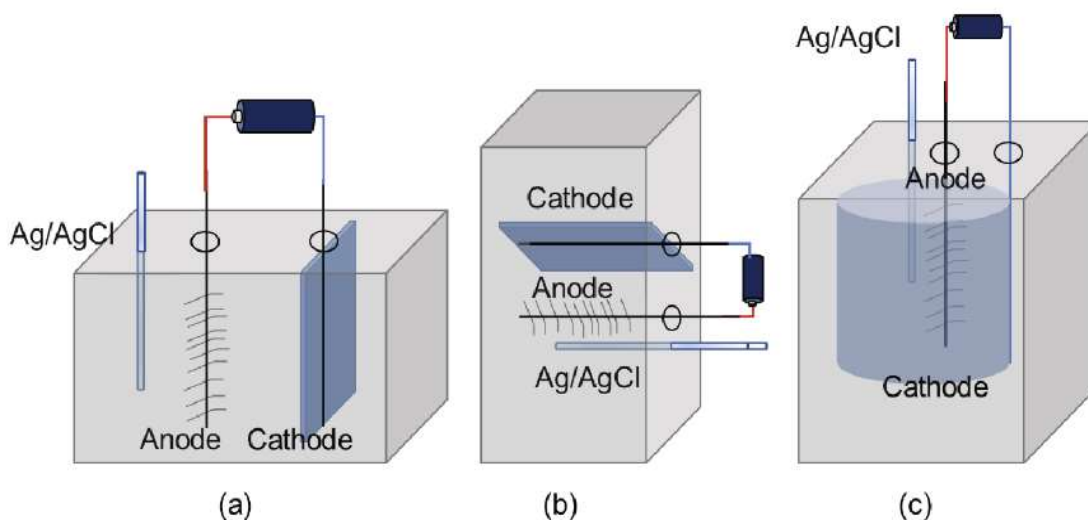 Ag/AgCl
Anode
Cathode
(a)
Cathode
Anode
Ag/AgCl
(b)
Ag/AgCl
Anode
Cathode
(c)